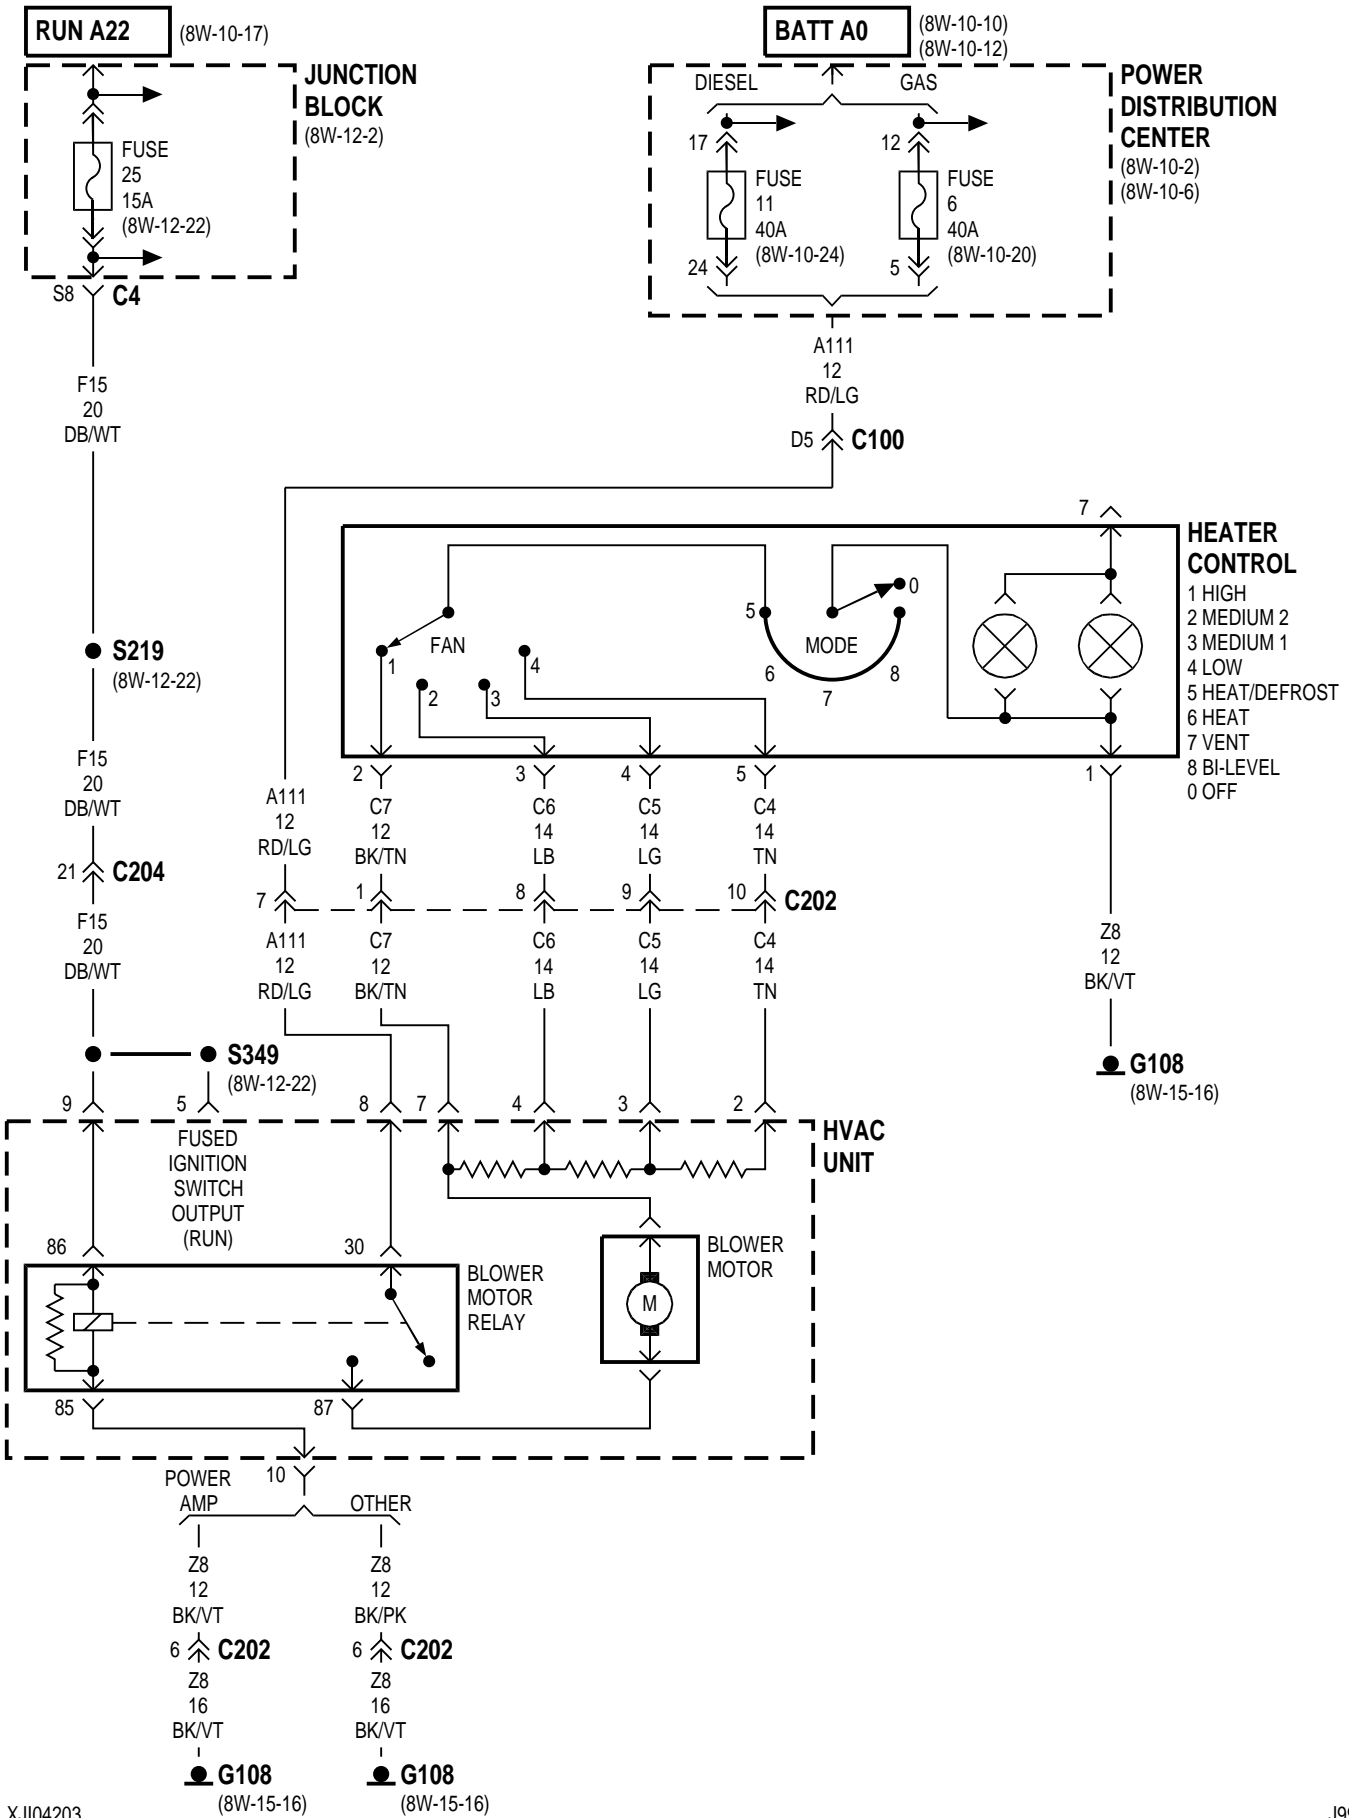 RUN A22
(8W-10-17)
BATT A0
(8W-10-10)
(8W-10-12)
JUNCTION
BLOCK
(8W-12-2)
FUSE
25
15A
(8W-12-22)
S8
C4
DIESEL
GAS
17
12
FUSE
11
40A
(8W-10-24)
FUSE
6
40A
(8W-10-20)
24
5
POWER
DISTRIBUTION
CENTER
(8W-10-2)
(8W-10-6)
A111
12
RD/LG
D5
C100
F15
20
DB/WT
S219
(8W-12-22)
F15
20
DB/WT
21
C204
F15
20
DB/WT
7
HEATER
CONTROL
1 HIGH
2 MEDIUM 2
3 MEDIUM 1
4 LOW
5 HEAT/DEFROST
6 HEAT
7 VENT
8 BI-LEVEL
0 OFF
FAN
1
2
3
4
MODE
5
6
7
8
0
2
3
4
5
1
A111
12
RD/LG
C7
12
BK/TN
C6
14
LB
C5
14
LG
C4
14
TN
7
1
8
9
10
C202
A111
12
RD/LG
C7
12
BK/TN
C6
14
LB
C5
14
LG
C4
14
TN
Z8
12
BK/VT
G108
(8W-15-16)
S349
(8W-12-22)
9
5
8
7
4
3
2
HVAC
UNIT
FUSED
IGNITION
SWITCH
OUTPUT
(RUN)
86
30
BLOWER
MOTOR
RELAY
BLOWER
MOTOR
M
85
87
10
POWER
AMP
OTHER
Z8
12
BK/VT
Z8
12
BK/PK
6
C202
6
C202
Z8
16
BK/VT
Z8
16
BK/VT
G108
(8W-15-16)
G108
(8W-15-16)